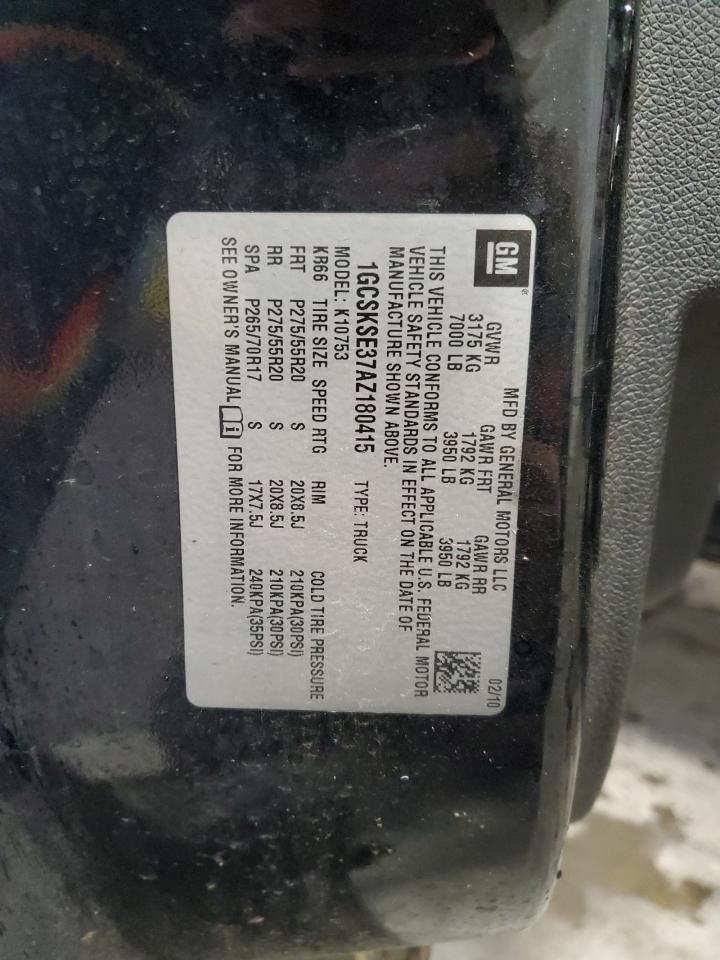 GM
MFD BY GENERAL MOTORS LLC 02/10
GVWR GAWR FRT GAWR RR
3175 KG 1792 KG 1792 KG
7000 LB 3950 LB 3950 LB
THIS VEHICLE CONFORMS TO ALL APPLICABLE U.S. FEDERAL MOTOR
VEHICLE SAFETY STANDARDS IN EFFECT ON THE DATE OF
MANUFACTURE SHOWN ABOVE.
1GCSKSE37AZ180415 TYPE: TRUCK
MODEL: K10753
KR66 TIRE SIZE SPEED RTG RIM COLD TIRE PRESSURE
FRT P275/55R20 S 20X8.5J 210KPA(30PSI)
RR P275/55R20 S 20X8.5J 210KPA(30PSI)
SPA P265/70R17 S 17X7.5J 240KPA(35PSI)
SEE OWNER'S MANUAL i FOR MORE INFORMATION.